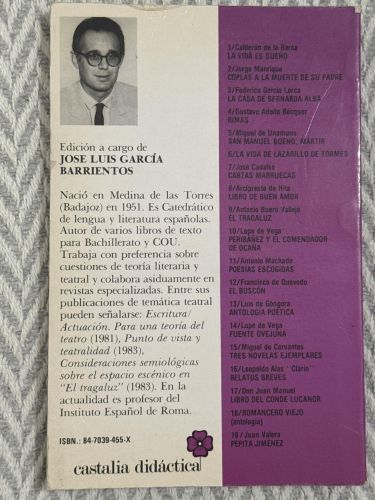 Edición a cargo de
JOSE LUIS GARCÍA
BARRIENTOS
Nació en Medina de las Torres
(Badajoz) en 1951. Es Catedrático
de lengua y literatura españolas.
Autor de varios libros de texto
para Bachillerato y COU.
Trabaja con preferencia sobre
cuestiones de teoría literaria y
teatral y colabora asiduamente en
revistas especializadas. Entre sus
publicaciones de temática teatral
pueden señalarse: Escritura/
Actuación. Para una teoría del
teatro (1981), Punto de vista y
teatralidad (1983),
Consideraciones semiológicas
sobre el espacio escénico en
"El tragaluz" (1983). En la
actualidad es profesor del
Instituto Español de Roma.
ISBN.: 84-7039-465-X
castalia didáctica
1/Calderón de la Barca
LA VIDA ES SUEÑO
2/Jorge Manrique
COPLAS A LA MUERTE DE SU PADRE
3/Federico García Lorca
LA CASA DE BERNARDA ALBA
4/Gustavo Adolfo Bécquer
RIMAS
5/Miguel de Unamuno
SAN MANUEL BUENO, MÁRTIR
6/LA VIDA DE LAZARILLO DE TORMES
7/José Cadalso
CARTAS MARRUECAS
8/Arcipreste de Hita
LIBRO DE BUEN AMOR
9/Antonio Buero Vallejo
EL TRAGALUZ
10/Lope de Vega
PERIBÁÑEZ Y EL COMENDADOR
DE OCAÑA
11/Antonio Machado
POESÍAS ESCOGIDAS
12/Francisco de Quevedo
EL BUSCÓN
13/Luis de Góngora
ANTOLOGÍA POÉTICA
14/Lope de Vega
FUENTE OVEJUNA
15/Miguel de Cervantes
TRES NOVELAS EJEMPLARES
16/Leopoldo Alas "Clarín"
RELATOS BREVES
17/Don Juan Manuel
LIBRO DEL CONDE LUCANOR
18/ROMANCERO VIEJO
(antología)
19/Juan Valera
PEPITA JIMÉNEZ